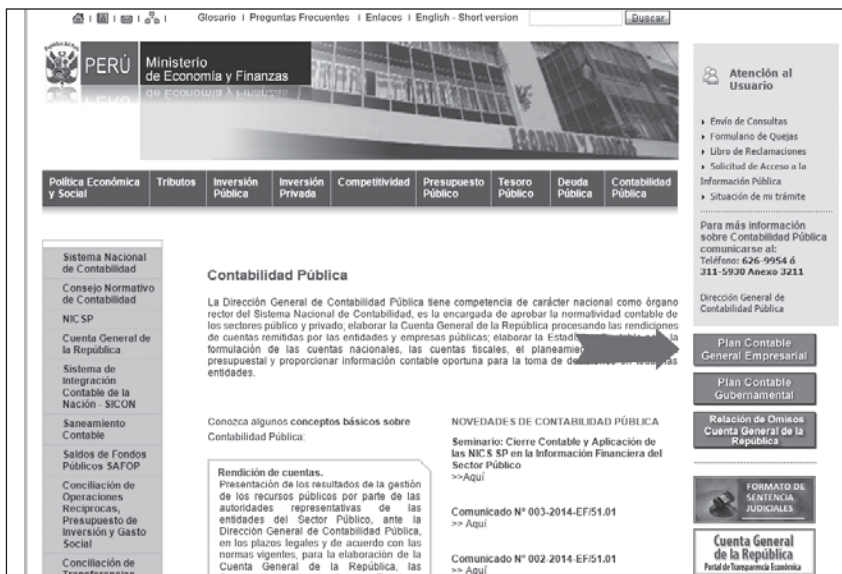 Glosario | Preguntas Frecuentes | Enlaces | English - Short version
Buscar
PERÚ
Ministerio
de Economía y Finanzas
Política Económica
y Social
Tributos
Inversión
Pública
Inversión
Privada
Competitividad
Presupuesto
Público
Tesoro
Público
Deuda
Pública
Contabilidad
Pública
Sistema Nacional
de Contabilidad
Consejo Normativo
de Contabilidad
NICSP
Cuenta General de
la República
Sistema de
Integración
Contable de la
Nación - SICON
Saneamiento
Contable
Saldos de Fondos
Públicos SAFOP
Conciliación de
Operaciones
Reciprocas,
Presupuesto de
Inversión y Gasto
Social
Conciliación de
Transferencias
Contabilidad Pública
La Dirección General de Contabilidad Pública tiene competencia de carácter nacional como órgano
rector del Sistema Nacional de Contabilidad, es la encargada de aprobar la normatividad contable de
los sectores público y privado; elaborar la Cuenta General de la República procesando las rendiciones
de cuentas remitidas por las entidades y empresas públicas; elaborar la la
formulación de las cuentas nacionales, las cuentas fiscales, el
presupuestal y proporcionar información contable oportuna para la toma de en
entidades.
Conozca algunos conceptos básicos sobre
Contabilidad Pública:
Rendición de cuentas.
Presentación de los resultados de la gestión
de los recursos públicos por parte de las
autoridades representativas de las
entidades del Sector Público, ante la
Dirección General de Contabilidad Pública,
en los plazos legales y de acuerdo con las
normas vigentes, para la elaboración de la
Cuenta General de la República, las
NOVEDADES DE CONTABILIDAD PÚBLICA
Seminario: Cierre Contable y Aplicación de
las NICS SP en la Información Financiera del
Sector Público
>>Aquí
Comunicado N° 003-2014-EF/51.01
>> Aquí
Comunicado N° 002-2014-EF/51.01
>> Aquí
Atención al
Usuario
Envío de Consultas
Formulario de Quejas
Libro de Reclamaciones
Solicitud de Acceso a la
Información Pública
Situación de mi trámite
Para más información
sobre Contabilidad Pública
comunicarse al:
Teléfono: 626-9954 ó
311-5930 Anexo 3211
Dirección General de
Contabilidad Pública
Plan Contable
General Empresarial
Plan Contable
Gubernamental
Relación de Omisos
Cuenta General de la
República
FORMATO DE
SENTENCIA
JUDICIALES
Cuenta General
de la República
Portal de Transparencia Económica